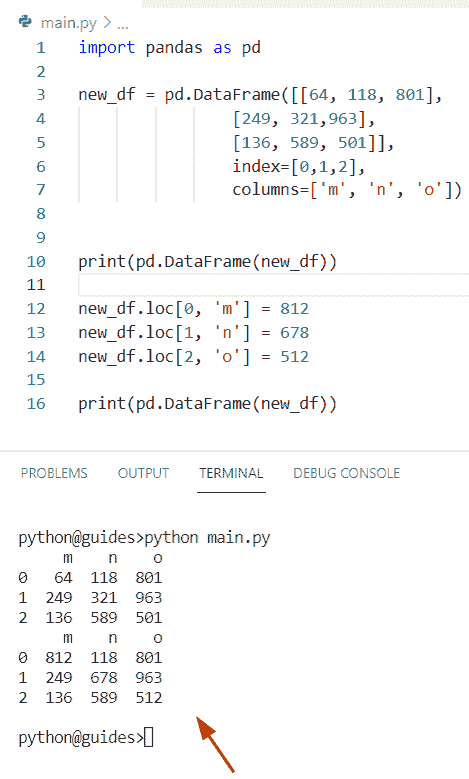 main.py > ...
1 import pandas as pd
2
3 new_df = pd.DataFrame([[64, 118, 801],
4 [249, 321,963],
5 [136, 589, 501]],
6 index=[0,1,2],
7 columns=['m', 'n', 'o'])
8
9
10 print(pd.DataFrame(new_df))
11
12 new_df.loc[0, 'm'] = 812
13 new_df.loc[1, 'n'] = 678
14 new_df.loc[2, 'o'] = 512
15
16 print(pd.DataFrame(new_df))
PROBLEMS OUTPUT TERMINAL DEBUG CONSOLE
python@guides>python main.py
m n o
0 64 118 801
1 249 321 963
2 136 589 501
m n o
0 812 118 801
1 249 678 963
2 136 589 512
python@guides>